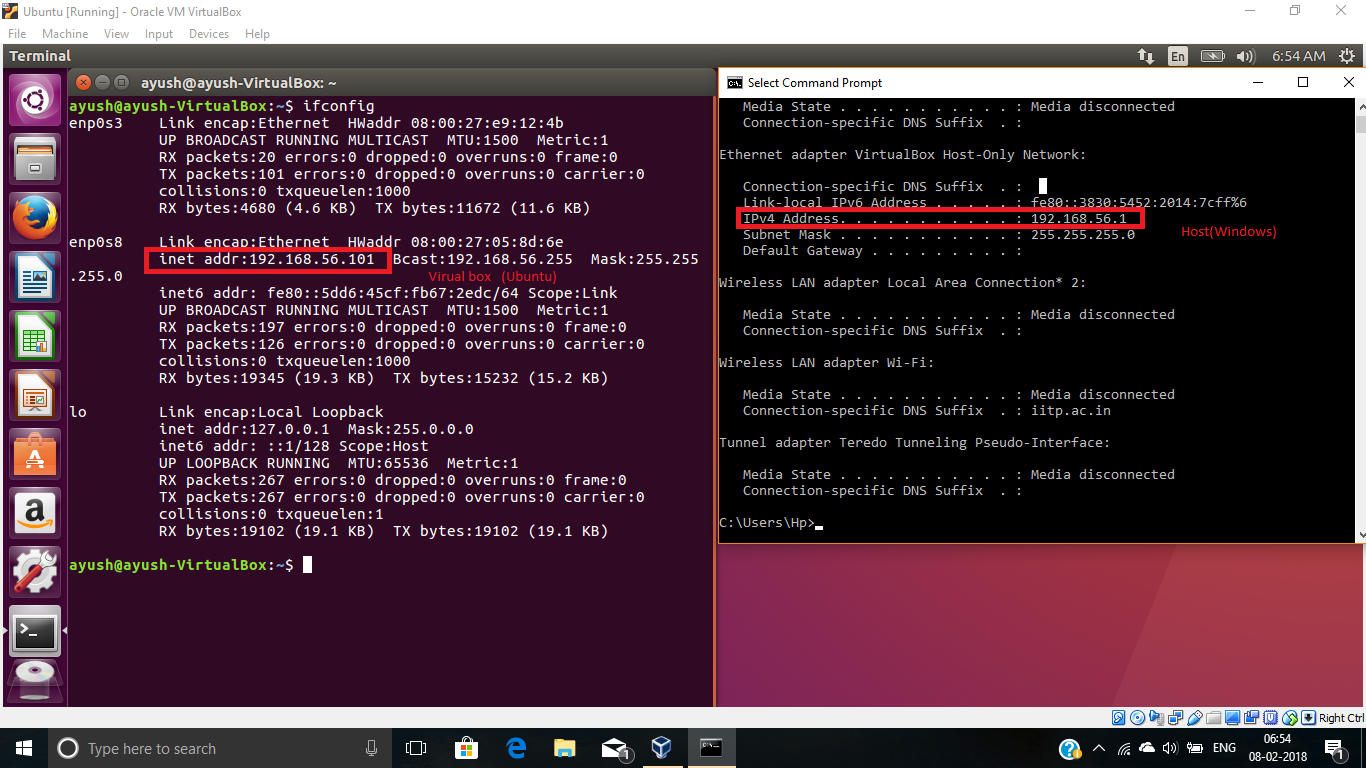 Ubuntu [Running] - Oracle VM VirtualBox
File Machine View Input Devices Help
Terminal
En
6:54 AM
ayush@ayush-VirtualBox: ~
ayush@ayush-VirtualBox:~$ ifconfig
enp0s3 Link encap:Ethernet HWaddr 08:00:27:e9:12:4b
UP BROADCAST RUNNING MULTICAST MTU:1500 Metric:1
RX packets:20 errors:0 dropped:0 overruns:0 frame:0
TX packets:101 errors:0 dropped:0 overruns:0 carrier:0
collisions:0 txqueuelen:1000
RX bytes:4680 (4.6 KB) TX bytes:11672 (11.6 KB)
enp0s8 Link encap:Ethernet HWaddr 08:00:27:05:8d:6e
inet addr:192.168.56.101 Bcast:192.168.56.255 Mask:255.255
.255.0
Virual box (Ubuntu)
inet6 addr: fe80::5dd6:45cf:fb67:2edc/64 Scope:Link
UP BROADCAST RUNNING MULTICAST MTU:1500 Metric:1
RX packets:197 errors:0 dropped:0 overruns:0 frame:0
TX packets:126 errors:0 dropped:0 overruns:0 carrier:0
collisions:0 txqueuelen:1000
RX bytes:19345 (19.3 KB) TX bytes:15232 (15.2 KB)
lo Link encap:Local Loopback
inet addr:127.0.0.1 Mask:255.0.0.0
inet6 addr: ::1/128 Scope:Host
UP LOOPBACK RUNNING MTU:65536 Metric:1
RX packets:267 errors:0 dropped:0 overruns:0 frame:0
TX packets:267 errors:0 dropped:0 overruns:0 carrier:0
collisions:0 txqueuelen:1
RX bytes:19102 (19.1 KB) TX bytes:19102 (19.1 KB)
ayush@ayush-VirtualBox:~$
Select Command Prompt
Media State . . . . . . . . . . . : Media disconnected
Connection-specific DNS Suffix . :
Ethernet adapter VirtualBox Host-Only Network:
Connection-specific DNS Suffix . :
Link-local IPv6 Address . . . . . : fe80::3830:5452:2014:7cff%6
IPv4 Address. . . . . . . . . . . : 192.168.56.1
Subnet Mask . . . . . . . . . . . : 255.255.255.0
Host(Windows)
Default Gateway . . . . . . . . . :
Wireless LAN adapter Local Area Connection* 2:
Media State . . . . . . . . . . . : Media disconnected
Connection-specific DNS Suffix . :
Wireless LAN adapter Wi-Fi:
Media State . . . . . . . . . . . : Media disconnected
Connection-specific DNS Suffix . : iitp.ac.in
Tunnel adapter Teredo Tunneling Pseudo-Interface:
Media State . . . . . . . . . . . : Media disconnected
Connection-specific DNS Suffix . :
C:\Users\Hp>
Right Ctrl
Type here to search
1
ENG
06:54
08-02-2018
1